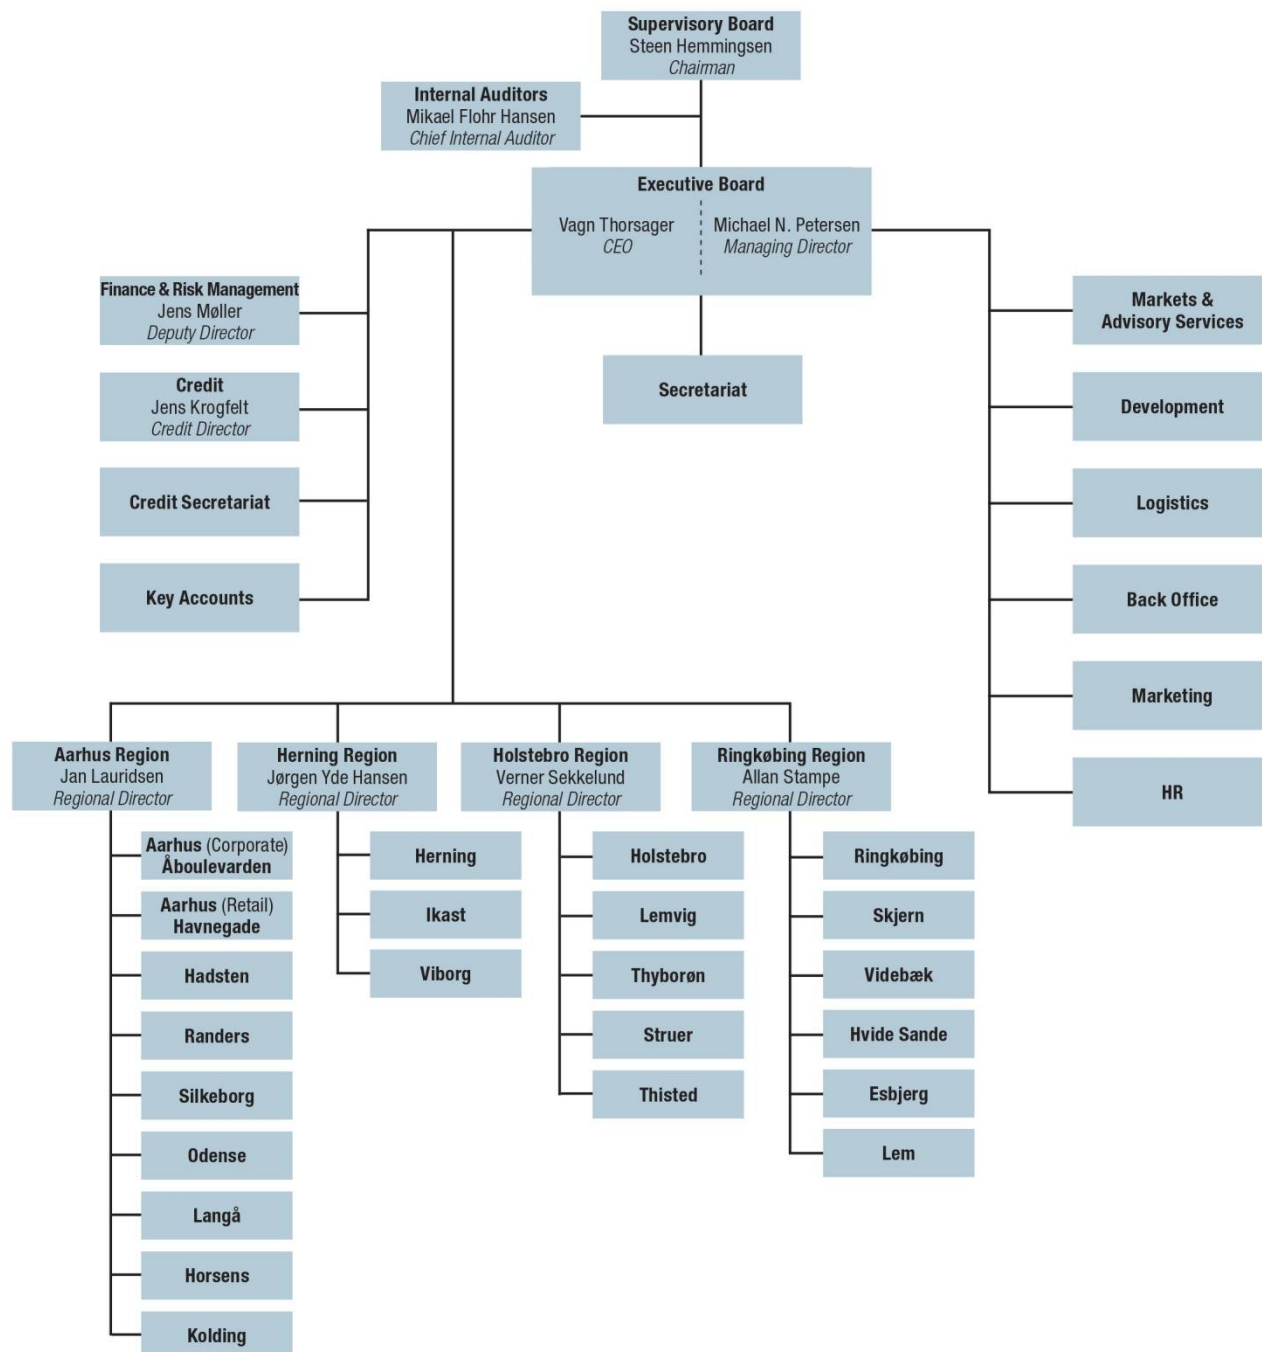 Supervisory Board
Steen Hemmingsen
Chairman
Internal Auditors
Mikael Flohr Hansen
Chief Internal Auditor
Executive Board
Vagn Thorsager
CEO
Michael N. Petersen
Managing Director
Finance & Risk Management
Jens Møller
Deputy Director
Credit
Jens Krogfelt
Credit Director
Credit Secretariat
Key Accounts
Secretariat
Markets &
Advisory Services
Development
Logistics
Back Office
Marketing
HR
Aarhus Region
Jan Lauridsen
Regional Director
Aarhus (Corporate)
Åboulevarden
Aarhus (Retail)
Havnegade
Hadsten
Randers
Silkeborg
Odense
Langå
Horsens
Kolding
Herning Region
Jørgen Yde Hansen
Regional Director
Herning
Ikast
Viborg
Holstebro Region
Verner Sekkelund
Regional Director
Holstebro
Lemvig
Thyborøn
Struer
Thisted
Ringkøbing Region
Allan Stampe
Regional Director
Ringkøbing
Skjern
Videbæk
Hvide Sande
Esbjerg
Lem